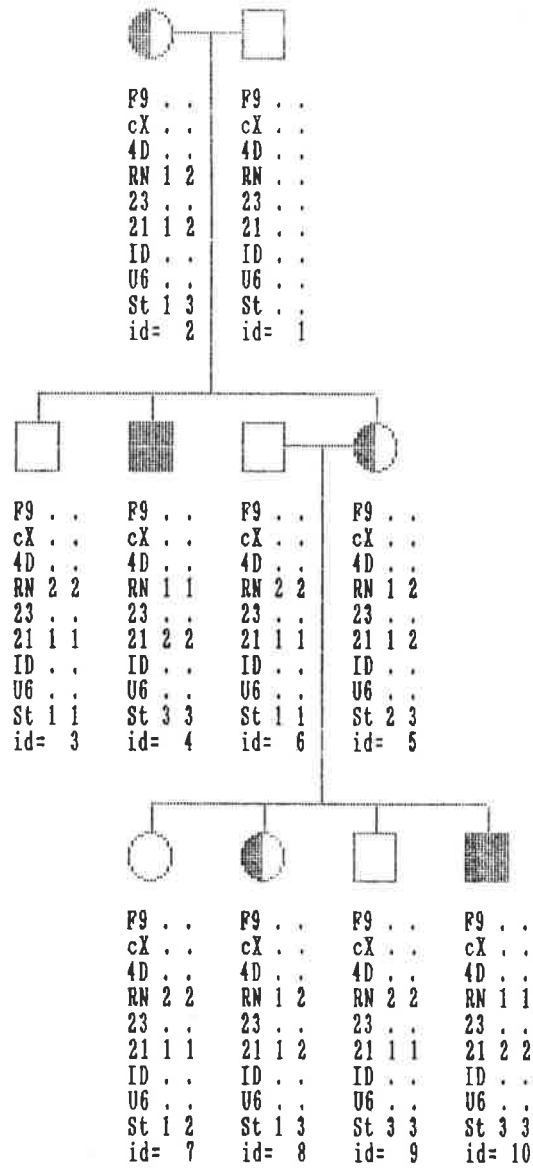 F9 . .
cX . .
4D . .
RN 1 2
23 . .
21 1 2
ID . .
U6 . .
St 1 3
id= 2
F9 . .
cX . .
4D . .
RN . .
23 . .
21 . .
ID . .
U6 . .
St . .
id= 1
F9 . .
cX . .
4D . .
RN 2 2
23 . .
21 1 1
ID . .
U6 . .
St 1 1
id= 3
F9 . .
cX . .
4D . .
RN 1 1
23 . .
21 2 2
ID . .
U6 . .
St 3 3
id= 4
F9 . .
cX . .
4D . .
RN 2 2
23 . .
21 1 1
ID . .
U6 . .
St 1 1
id= 6
F9 . .
cX . .
4D . .
RN 1 2
23 . .
21 1 2
ID . .
U6 . .
St 2 3
id= 5
F9 . .
cX . .
4D . .
RN 2 2
23 . .
21 1 1
ID . .
U6 . .
St 1 2
id= 7
F9 . .
cX . .
4D . .
RN 1 2
23 . .
21 1 2
ID . .
U6 . .
St 1 3
id= 8
F9 . .
cX . .
4D . .
RN 2 2
23 . .
21 1 1
ID . .
U6 . .
St 3 3
id= 9
F9 . .
cX . .
4D . .
RN 1 1
23 . .
21 2 2
ID . .
U6 . .
St 3 3
id= 10